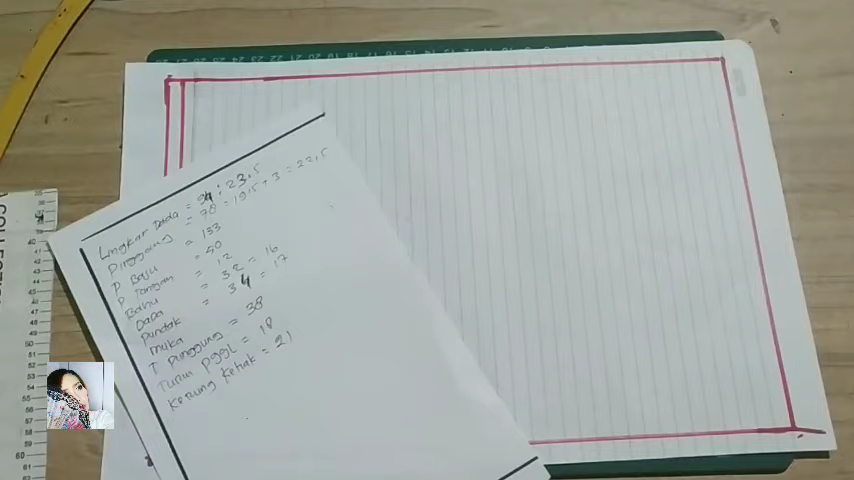 Lingkar Dada = 94 : 23.5
Pinggang = 78 : 19.5 + 3 = 22.5
P Baju = 133
P Tangan = 50
Bahu = 12
Dada = 32 = 16
Pundak = 34 = 17
Muka
T Punggung = 38
Turun Pggl = 18
Kerung Ketiak = 21